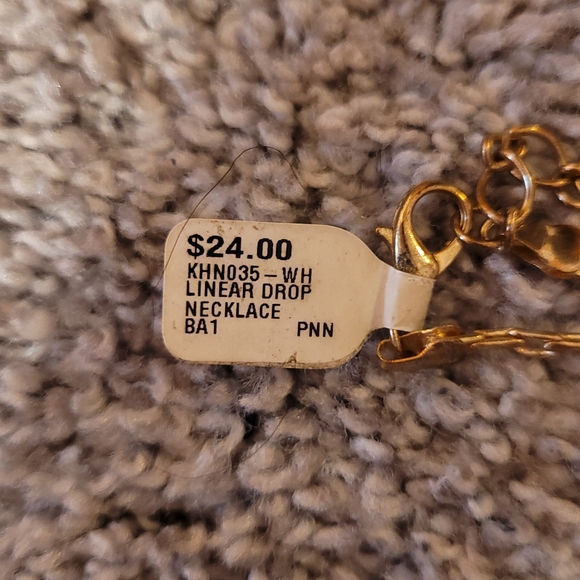 $24.00
KHN035-WH
LINEAR DROP
NECKLACE
BA1 PNN